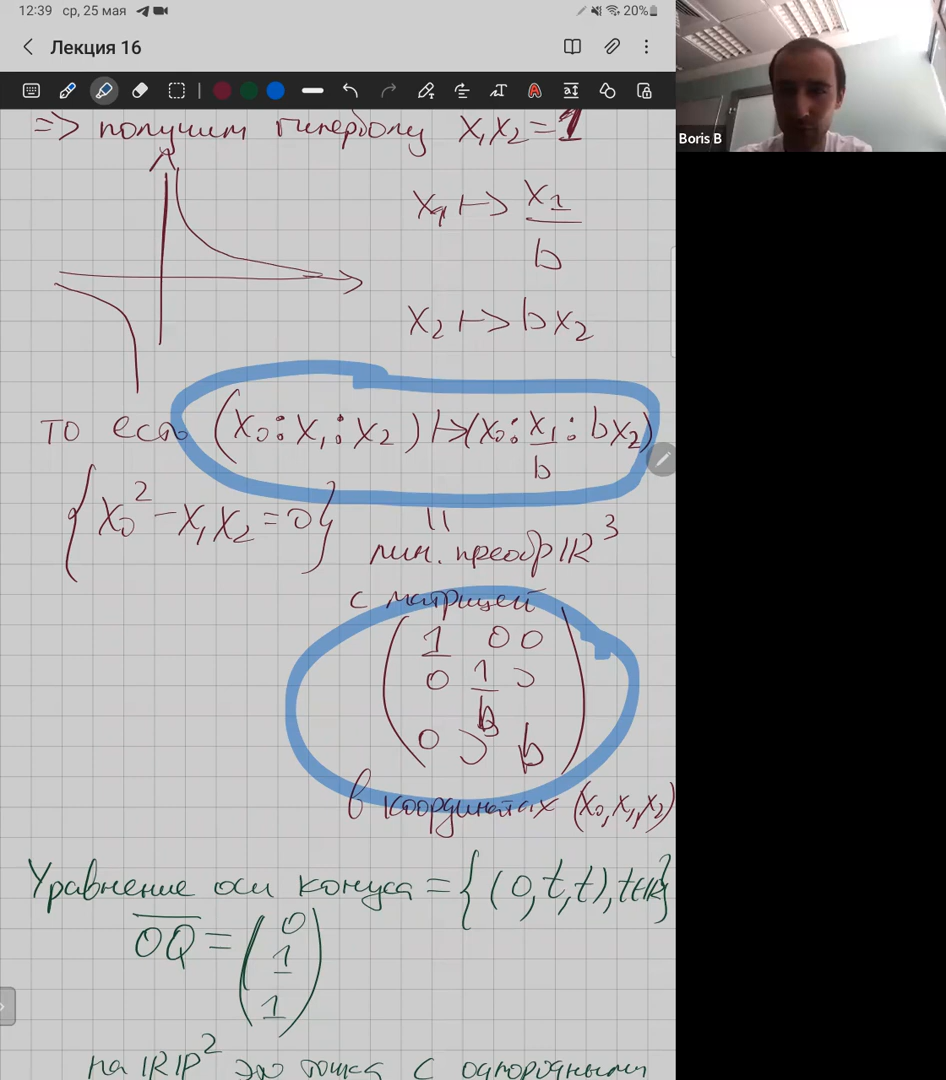 12:39 ср, 25 мая
20%
Лекция 16
Boris B
=> получим гиперболу x₁x₂ = 1
x₁ ↦ x₁/b
x₂ ↦ bx₂
то есть (x₀ : x₁ : x₂) ↦ (x₀ : x₁/b : bx₂)
{x₀² − x₁x₂ = 0}
лин. преобр ℝ³
с матрицей
1 0 0
0 1/b 0
0 0 b
в координатах (x₀, x₁, x₂)
Уравнение оси конуса = {(0, t, t), t∈ℝ}
OQ = (0
1
1)
на ℝP² это точка с однородными